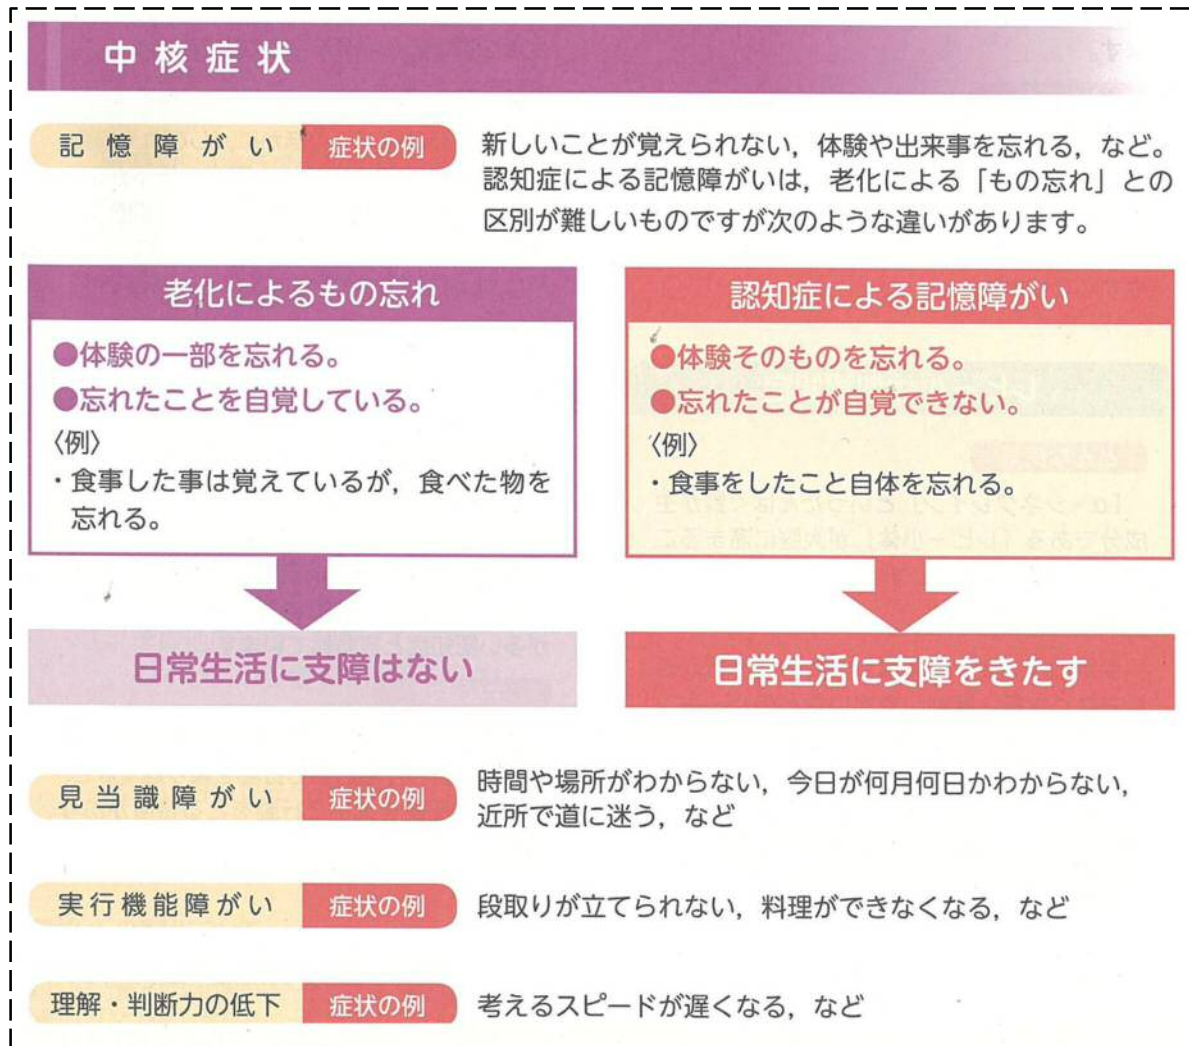 中核症状
記憶障がい 症状の例 新しいことが覚えられない，体験や出来事を忘れる，など。
認知症による記憶障がいは，老化による「もの忘れ」との
区別が難しいものですが次のような違いがあります。
老化によるもの忘れ
●体験の一部を忘れる。
●忘れたことを自覚している。
〈例〉
・食事した事は覚えているが，食べた物を
忘れる。
日常生活に支障はない
認知症による記憶障がい
●体験そのものを忘れる。
●忘れたことが自覚できない。
〈例〉
・食事をしたこと自体を忘れる。
日常生活に支障をきたす
見当識障がい 症状の例 時間や場所がわからない，今日が何月何日かわからない，
近所で道に迷う，など
実行機能障がい 症状の例 段取りが立てられない，料理ができなくなる，など
理解・判断力の低下 症状の例 考えるスピードが遅くなる，など